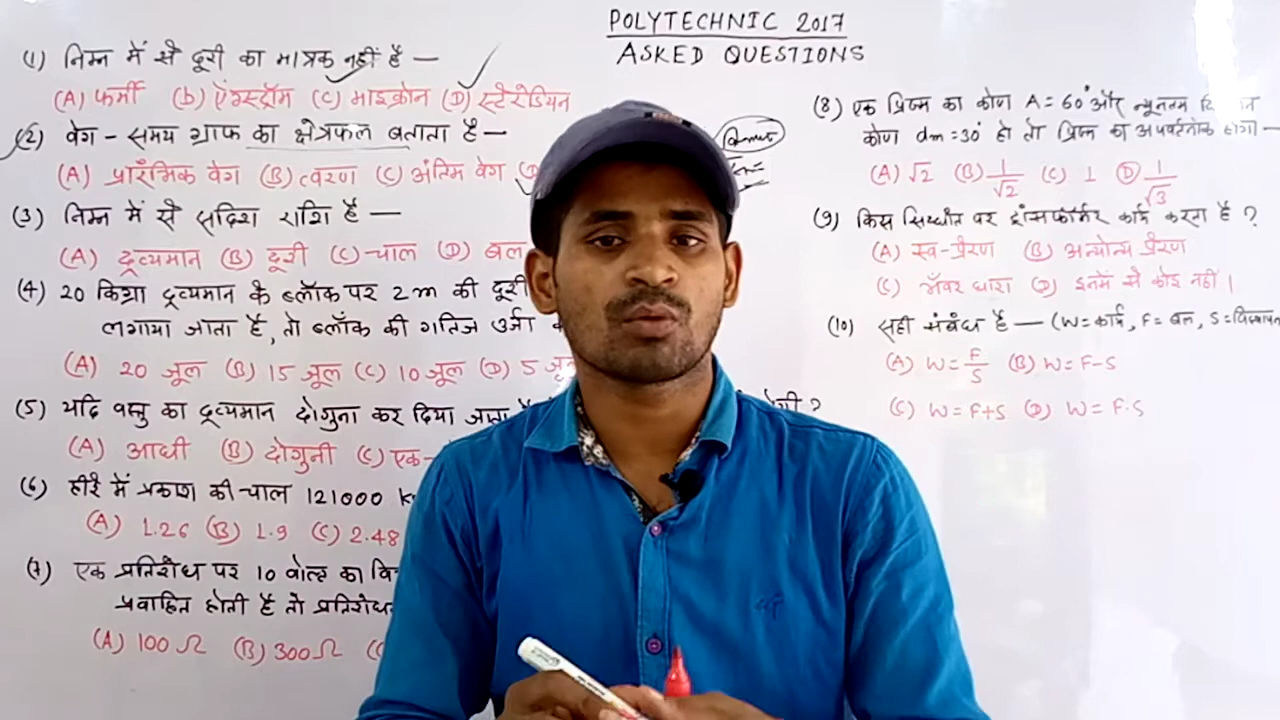 POLYTECHNIC 2017
ASKED QUESTIONS
(1) निम्न में से दूरी का मात्रक नहीं है —
(A) फर्मी (b) ऐंगस्ट्रॉम (C) माइक्रोन (D) स्टेरेडियन
(2) वेग - समय ग्राफ का क्षेत्रफल बताता है —
(A) प्रारंम्भिक वेग (B) त्वरण (C) अंतिम वेग
(3) निम्न में से सदिश राशि है —
(A) द्रव्यमान (B) दूरी (C) चाल (D) बल
(4) 20 किग्रा द्रव्यमान के ब्लॉक पर 2m की दूरी
लगाया जाता है, तो ब्लॉक की गतिज उर्जा
(A) 20 जूल (B) 15 जूल (C) 10 जूल (D) 5 जूल
(5) यदि वस्तु का द्रव्यमान दोगुना कर दिया जाता ?
(A) आधी (B) दोगुनी (C) एक-
(6) हीरे में प्रकाश की चाल 121000
(A) 1.26 (B) 1.9 (C) 2.48
(7) एक प्रतिरोध पर 10 वोल्ट का
प्रवाहित होती है तो
(A) 100 Ω (B) 300 Ω
(8) एक प्रिज्म का कोण A = 60° और न्यूनतम
कोण dm = 30° हो तो प्रिज्म का अपवर्तनांक होगा —
(A) √2 (B) 1/√2 (C) 1 (D) 1/√3
(9) किस सिध्धांत पर ट्रांसफॉर्मर कार्य करता है ?
(A) स्व-प्रेरण (B) अन्योन्य प्रेरण
(C) भँवर धारा (D) इनमें से कोई नहीं ।
(10) सही संबंध है — (W = कार्य, F = बल, S = विस्थापन
(A) W = F/S (B) W = F-S
(C) W = F+S (D) W = F·S